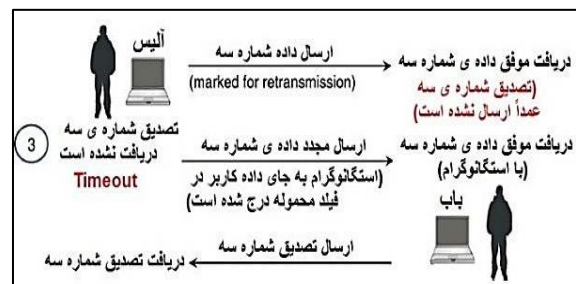 آلیس
ارسال داده شماره سه
(marked for retransmission)
دریافت موفق داده ی شماره سه
(تصدیق شماره ی سه
عمداً ارسال نشده است)
3
تصدیق شماره ی سه
دریافت نشده است
Timeout
ارسال مجدد داده ی شماره سه
(استگانوگرام به جای داده کاربر در
فیلد محموله درج شده است)
دریافت موفق داده ی شماره سه
(با استگانوگرام)
باب
ارسال تصدیق شماره سه
دریافت تصدیق شماره سه